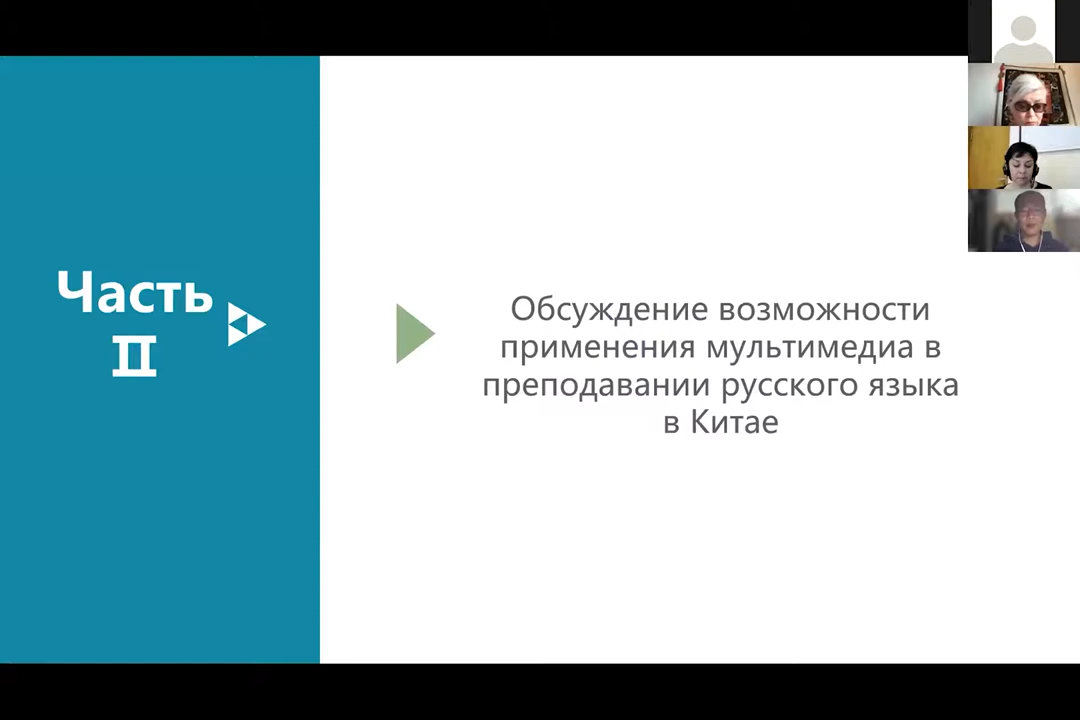 Часть
II
Обсуждение возможности
применения мультимедиа в
преподавании русского языка
в Китае